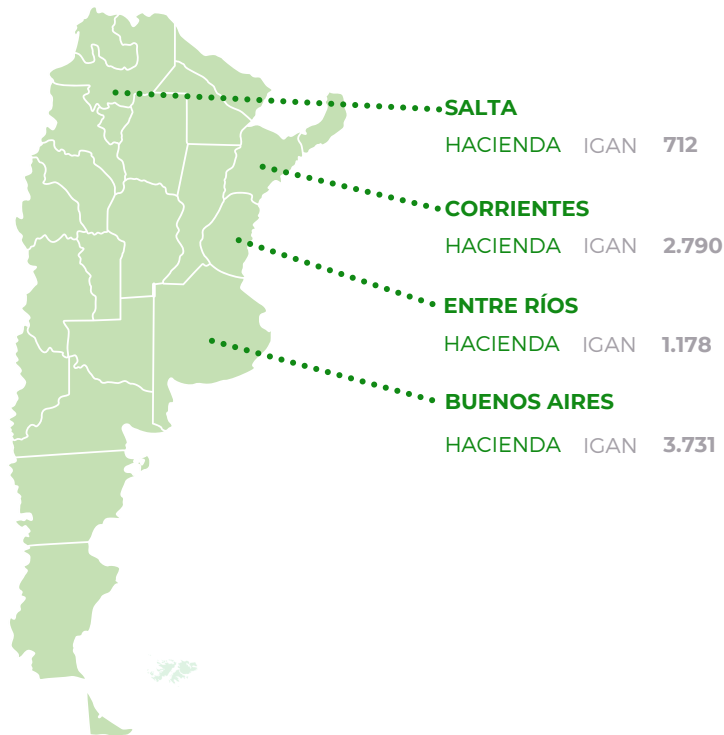 SALTA
HACIENDA IGAN 712
CORRIENTES
HACIENDA IGAN 2.790
ENTRE RÍOS
HACIENDA IGAN 1.178
BUENOS AIRES
HACIENDA IGAN 3.731